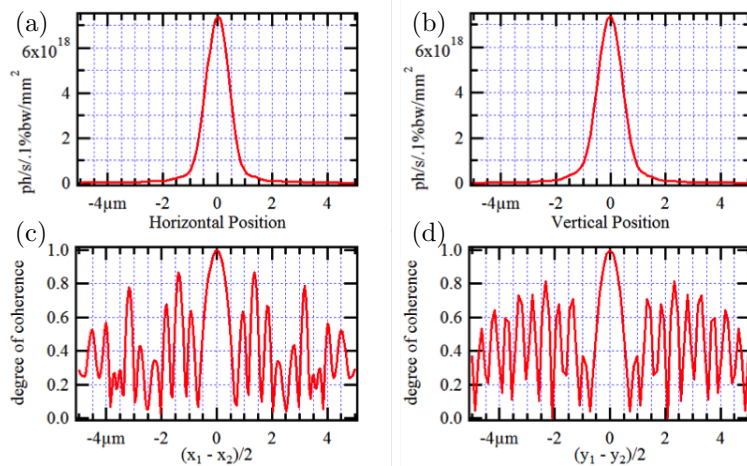 (a)
6x10^18
4
2
0
ph/s/.1%bw/mm^2
-4µm -2 0 2 4
Horizontal Position
(b)
6x10^18
4
2
0
ph/s/.1%bw/mm^2
-4µm -2 0 2 4
Vertical Position
(c)
1.0
0.8
0.6
0.4
0.2
0.0
degree of coherence
-4µm -2 0 2 4
(x₁ - x₂)/2
(d)
1.0
0.8
0.6
0.4
0.2
0.0
degree of coherence
-4µm -2 0 2 4
(y₁ - y₂)/2